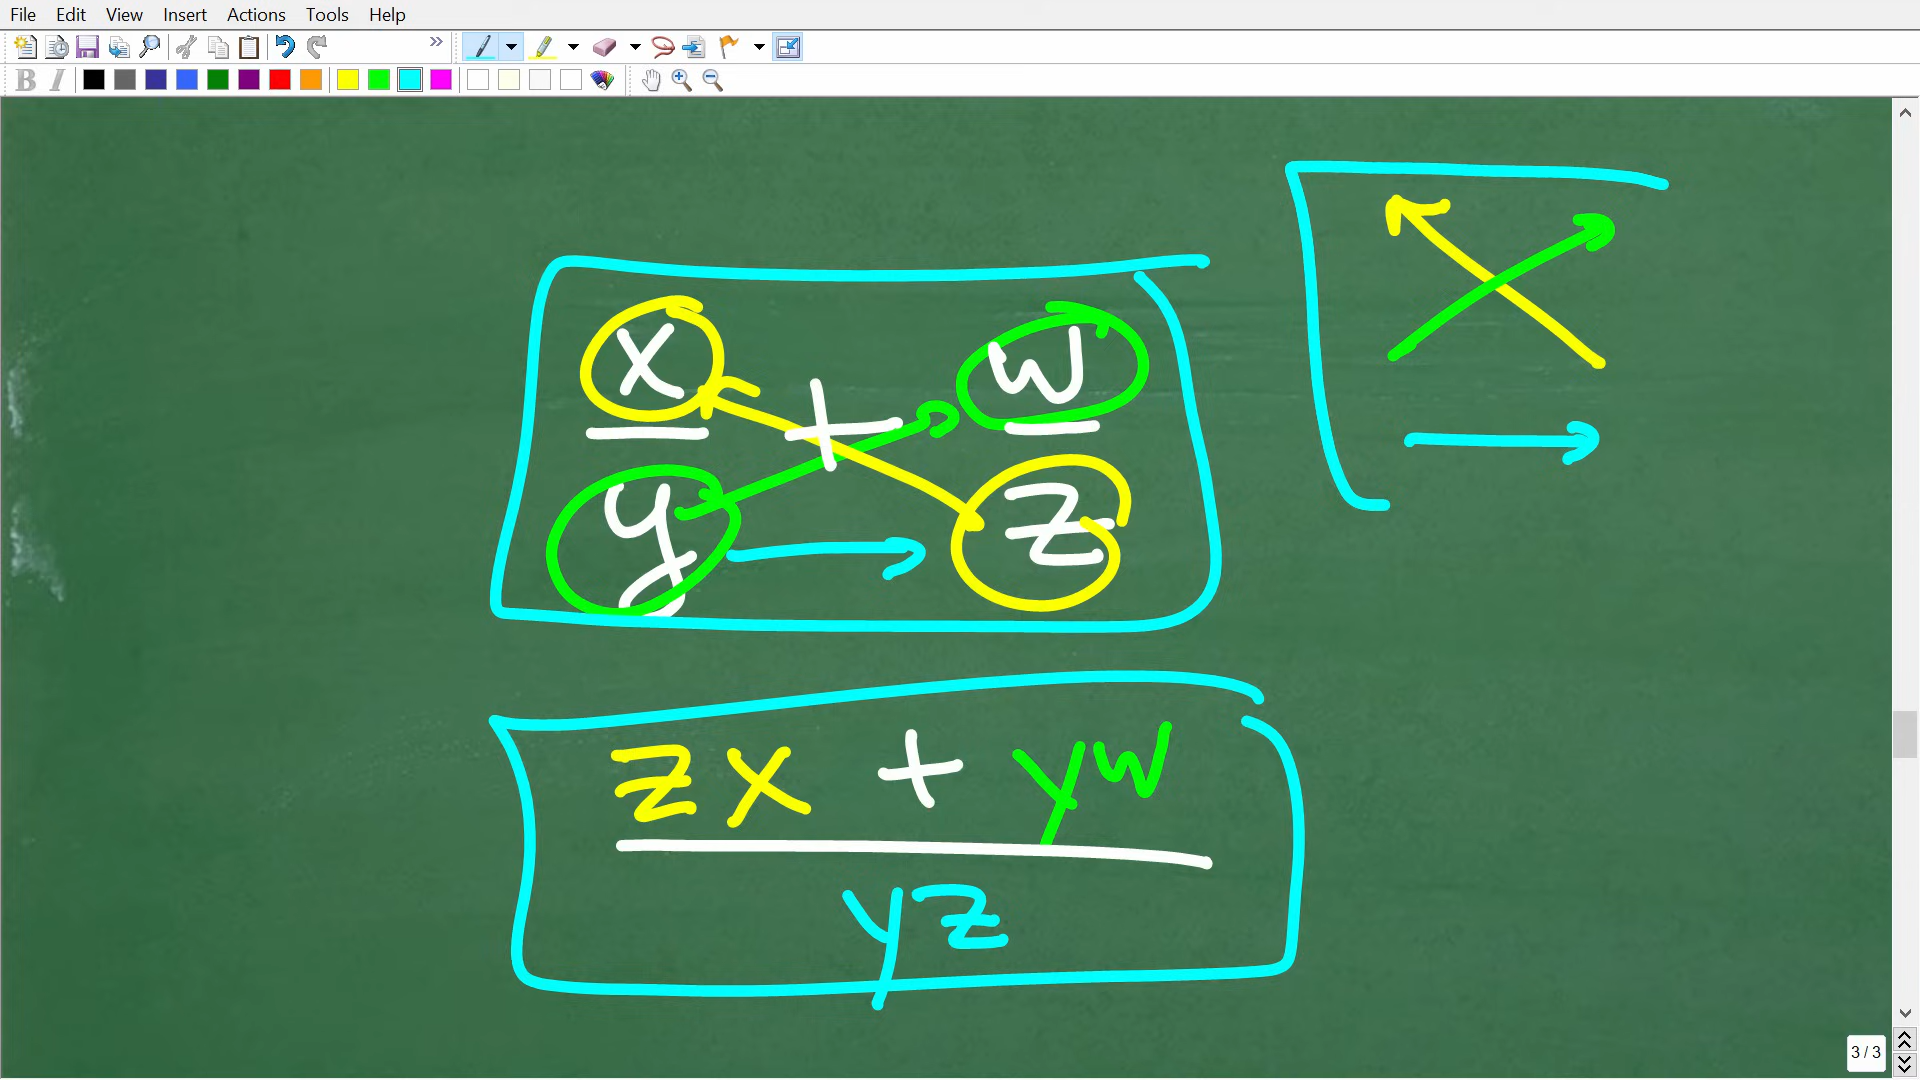 File Edit View Insert Actions Tools Help
B I
x + w
y z
zx + yw
yz
3 / 3